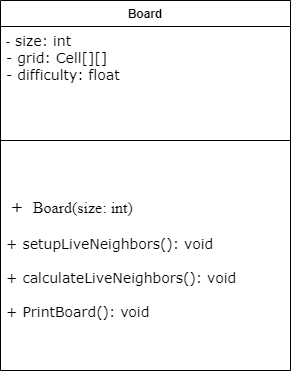 Board
- size: int
- grid: Cell[][]
- difficulty: float
+ Board(size: int)
+ setupLiveNeighbors(): void
+ calculateLiveNeighbors(): void
+ PrintBoard(): void